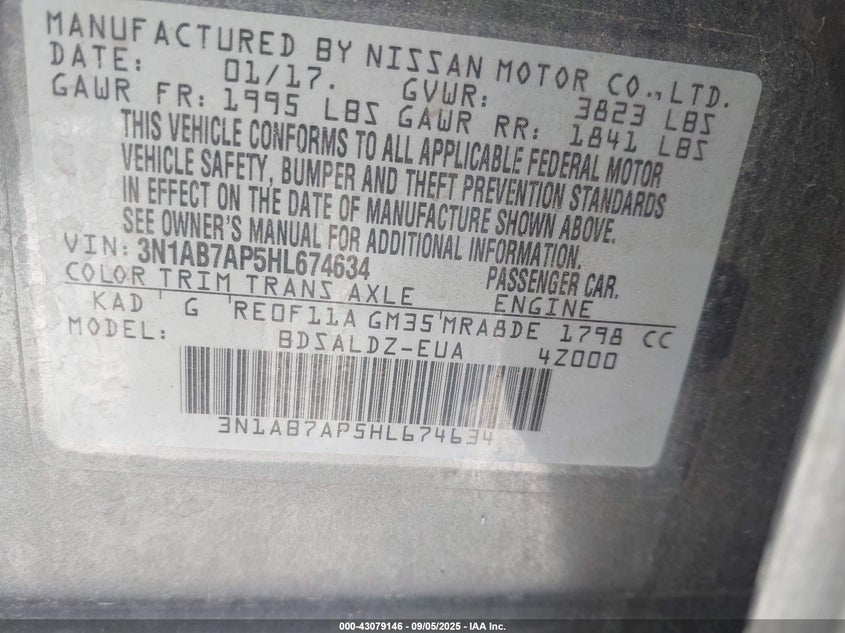 MANUFACTURED BY NISSAN MOTOR CO., LTD.
DATE: 01/17. GVWR: 3823 LBS
GAWR FR: 1995 LBS GAWR RR: 1841 LBS
THIS VEHICLE CONFORMS TO ALL APPLICABLE FEDERAL MOTOR
VEHICLE SAFETY, BUMPER AND THEFT PREVENTION STANDARDS
IN EFFECT ON THE DATE OF MANUFACTURE SHOWN ABOVE.
SEE OWNER'S MANUAL FOR ADDITIONAL INFORMATION.
VIN: 3N1AB7AP5HL674634 PASSENGER CAR.
COLOR TRIM TRANS AXLE ENGINE
KAD G RE0F11A GM35 MRA8DE 1798 CC
MODEL: BDSALDZ-EUA 4Z000
3N1AB7AP5HL674634
000-43079146 - 09/05/2025 - IAA Inc.